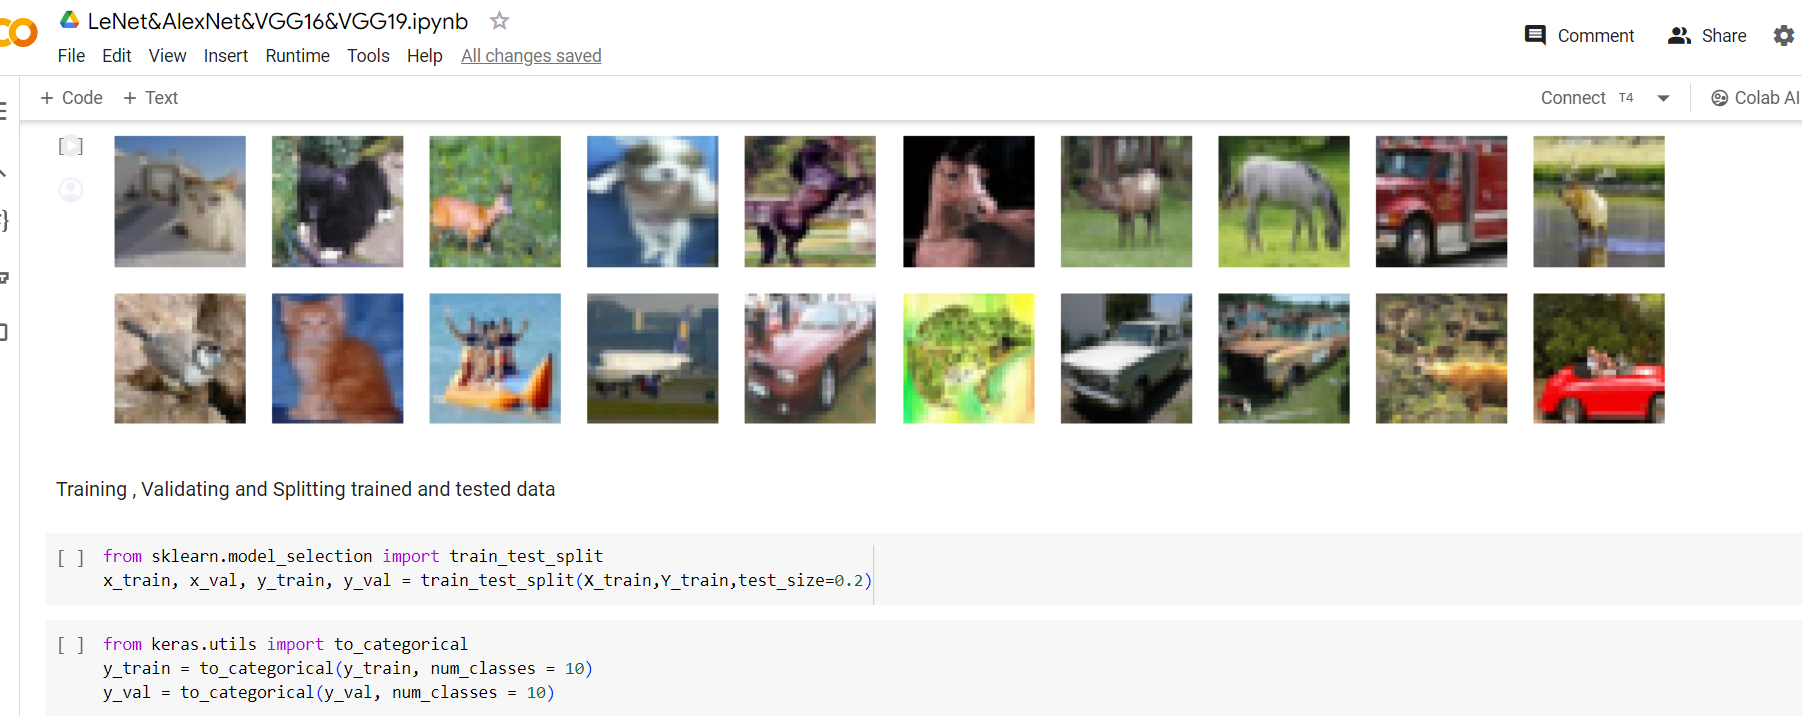 LeNet&AlexNet&VGG16&VGG19.ipynb
File Edit View Insert Runtime Tools Help All changes saved
Comment Share
+ Code + Text
Connect T4
Colab AI
[ ]
Training , Validating and Splitting trained and tested data
[ ] from sklearn.model_selection import train_test_split
x_train, x_val, y_train, y_val = train_test_split(X_train,Y_train,test_size=0.2)
[ ] from keras.utils import to_categorical
y_train = to_categorical(y_train, num_classes = 10)
y_val = to_categorical(y_val, num_classes = 10)